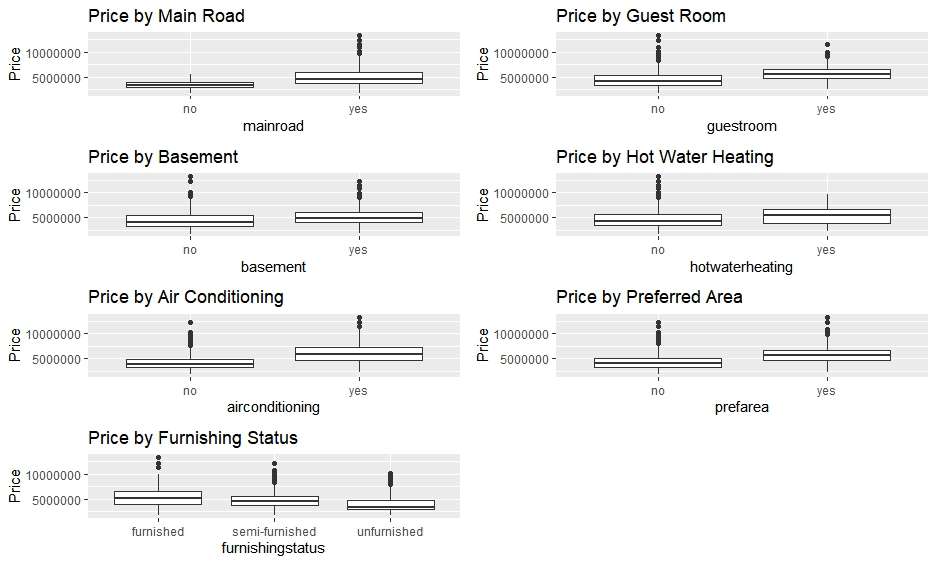 Price by Main Road
Price
10000000
5000000
no yes
mainroad
Price by Guest Room
Price
10000000
5000000
no yes
guestroom
Price by Basement
Price
10000000
5000000
no yes
basement
Price by Hot Water Heating
Price
10000000
5000000
no yes
hotwaterheating
Price by Air Conditioning
Price
10000000
5000000
no yes
airconditioning
Price by Preferred Area
Price
10000000
5000000
no yes
prefarea
Price by Furnishing Status
Price
10000000
5000000
furnished semi-furnished unfurnished
furnishingstatus